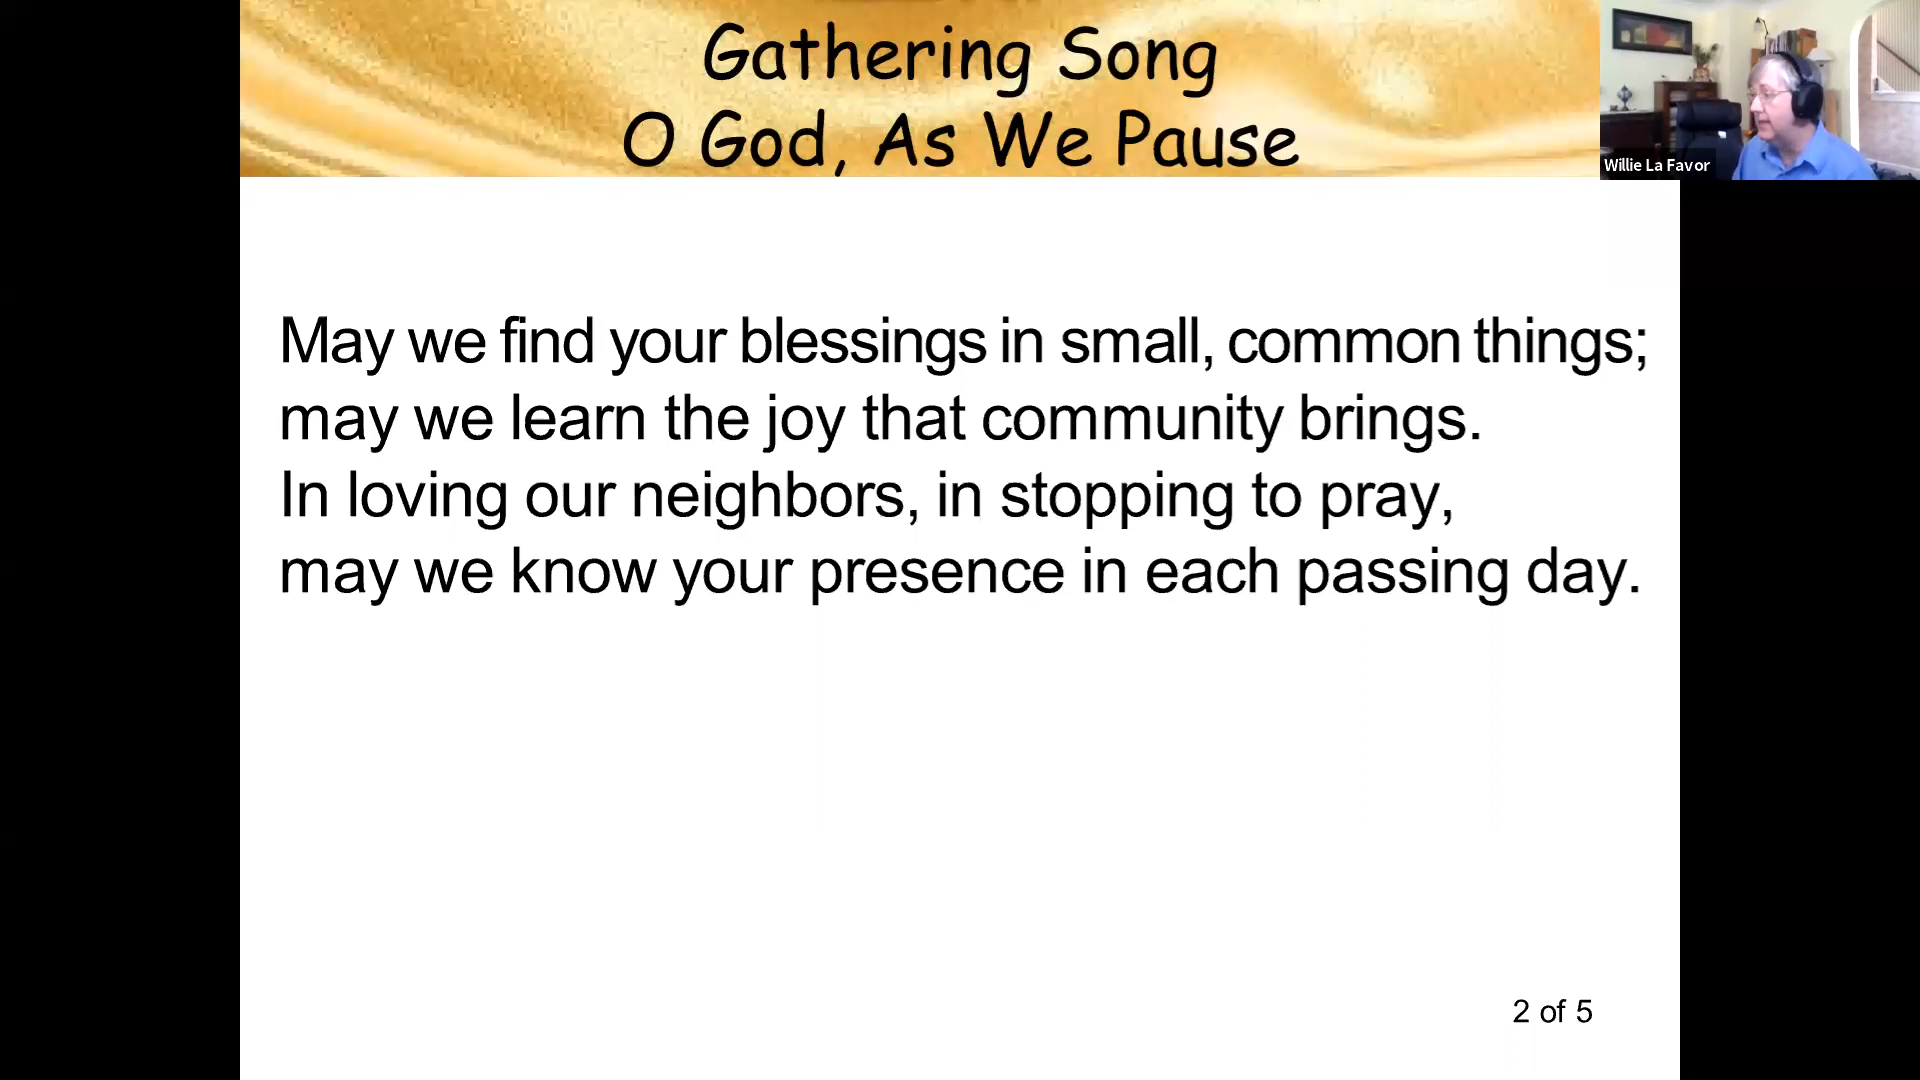 Gathering Song
O God, As We Pause
Willie La Favor
May we find your blessings in small, common things;
may we learn the joy that community brings.
In loving our neighbors, in stopping to pray,
may we know your presence in each passing day.
2 of 5